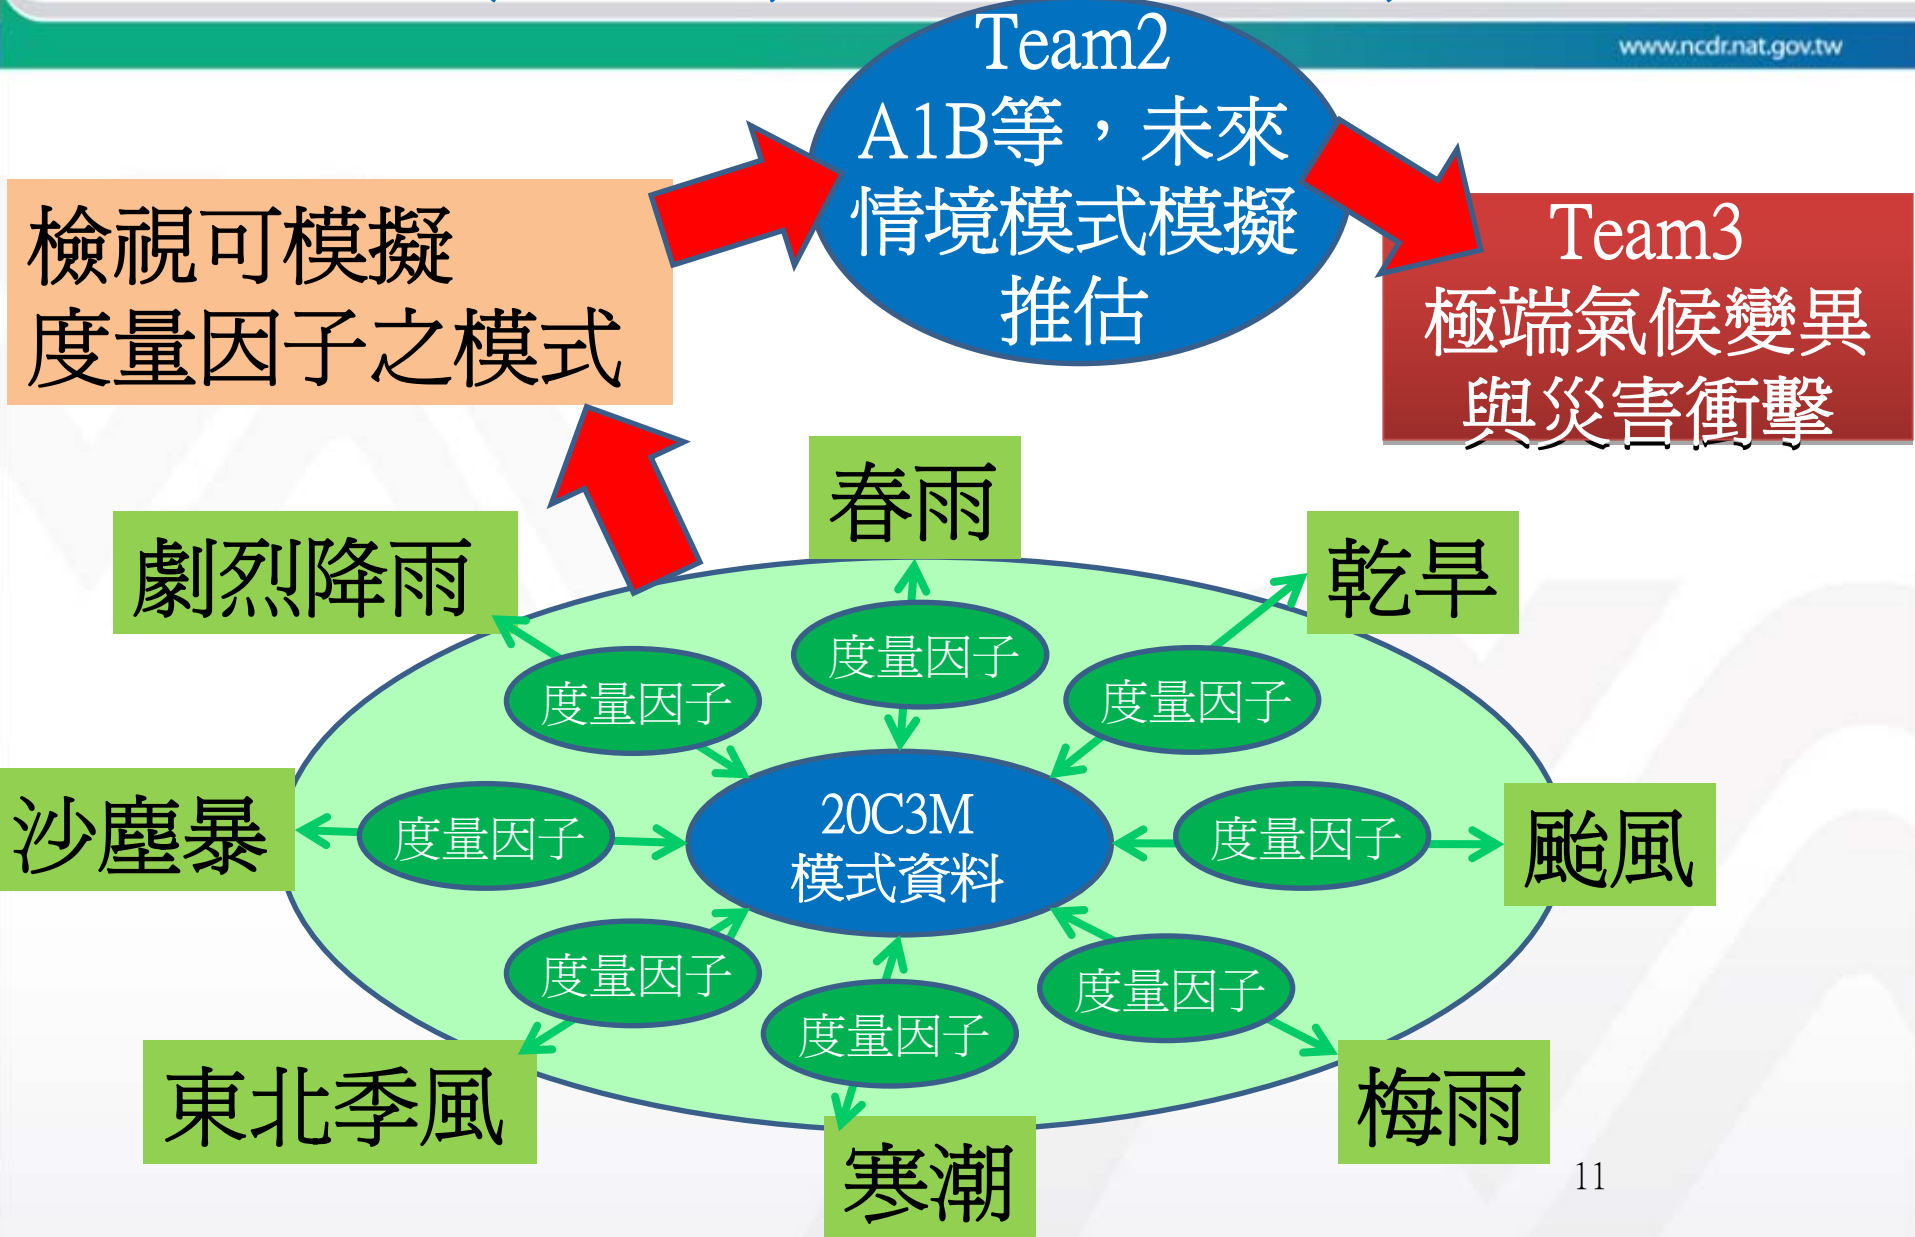 www.ncdr.nat.gov.tw
Team2
A1B等，未來
情境模式模擬
推估
檢視可模擬
度量因子之模式
Team3
極端氣候變異
與災害衝擊
春雨
劇烈降雨
乾旱
度量因子
度量因子
度量因子
沙塵暴
度量因子
20C3M
模式資料
度量因子
颱風
度量因子
度量因子
度量因子
東北季風
寒潮
梅雨
11